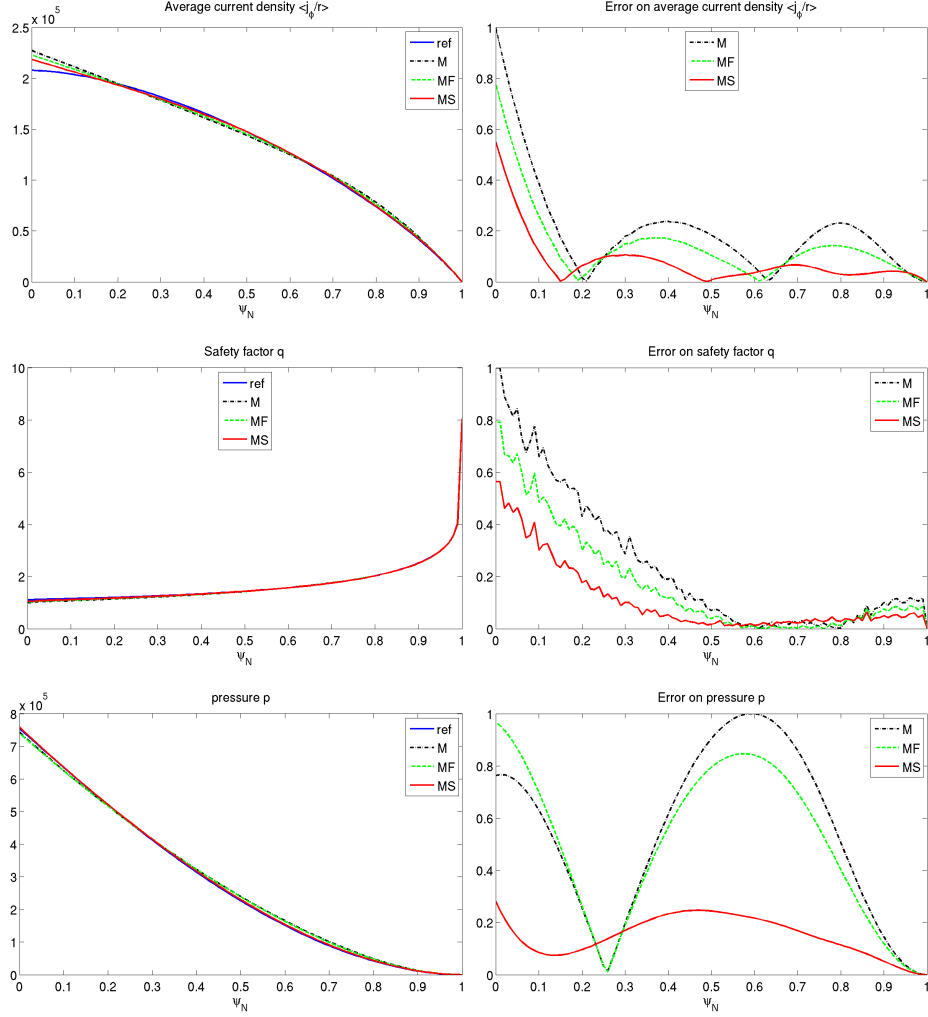 Average current density <jϕ/r>
x 10^5
2.5
2
1.5
1
0.5
0
0 0.1 0.2 0.3 0.4 0.5 0.6 0.7 0.8 0.9 1
ψN
ref
M
MF
MS
Error on average current density <jϕ/r>
1
0.8
0.6
0.4
0.2
0
0 0.1 0.2 0.3 0.4 0.5 0.6 0.7 0.8 0.9 1
ψN
M
MF
MS
Safety factor q
10
8
6
4
2
0
0 0.1 0.2 0.3 0.4 0.5 0.6 0.7 0.8 0.9 1
ψN
ref
M
MF
MS
Error on safety factor q
1
0.8
0.6
0.4
0.2
0
0 0.1 0.2 0.3 0.4 0.5 0.6 0.7 0.8 0.9 1
ψN
M
MF
MS
pressure p
x 10^5
8
7
6
5
4
3
2
1
0
0 0.1 0.2 0.3 0.4 0.5 0.6 0.7 0.8 0.9 1
ψN
ref
M
MF
MS
Error on pressure p
1
0.8
0.6
0.4
0.2
0
0 0.1 0.2 0.3 0.4 0.5 0.6 0.7 0.8 0.9 1
ψN
M
MF
MS